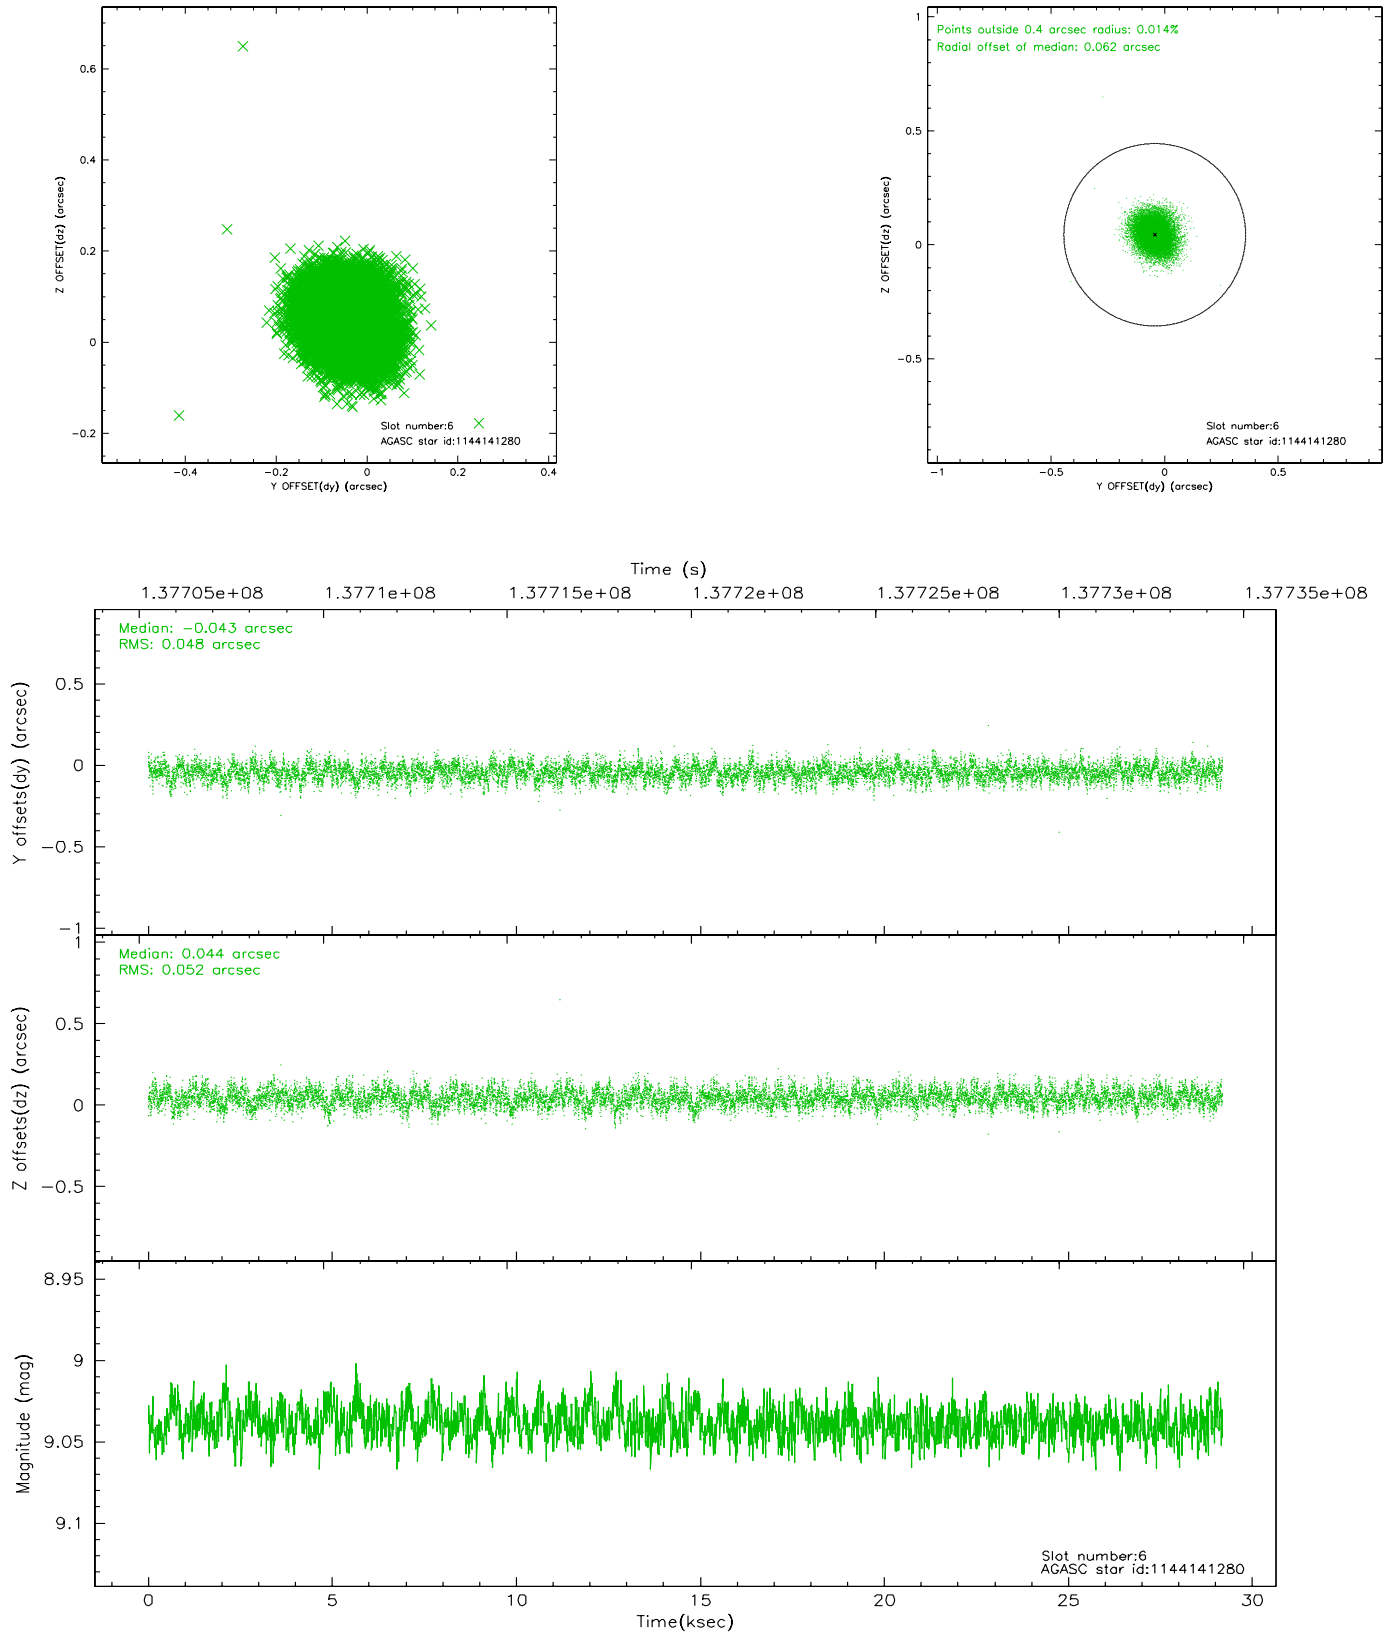 0.6
0.4
0.2
0
−0.2
Z OFFSET(dz) (arcsec)
Slot number:6
AGASC star id:1144141280
−0.4 −0.2 0 0.2 0.4
Y OFFSET(dy) (arcsec)
Points outside 0.4 arcsec radius: 0.014%
Radial offset of median: 0.062 arcsec
1
0.5
0
−0.5
Z OFFSET(dz) (arcsec)
Slot number:6
AGASC star id:1144141280
−1 −0.5 0 0.5
Y OFFSET(dy) (arcsec)
Time (s)
1.37705e+08 1.3771e+08 1.37715e+08 1.3772e+08 1.37725e+08 1.3773e+08 1.37735e+08
Median: −0.043 arcsec
RMS: 0.048 arcsec
0.5
0
−0.5
−1
Y offsets(dy) (arcsec)
Median: 0.044 arcsec
RMS: 0.052 arcsec
1
0.5
0
−0.5
Z offsets(dz) (arcsec)
8.95
9
9.05
9.1
Magnitude (mag)
Slot number:6
AGASC star id:1144141280
0 5 10 15 20 25 30
Time(ksec)